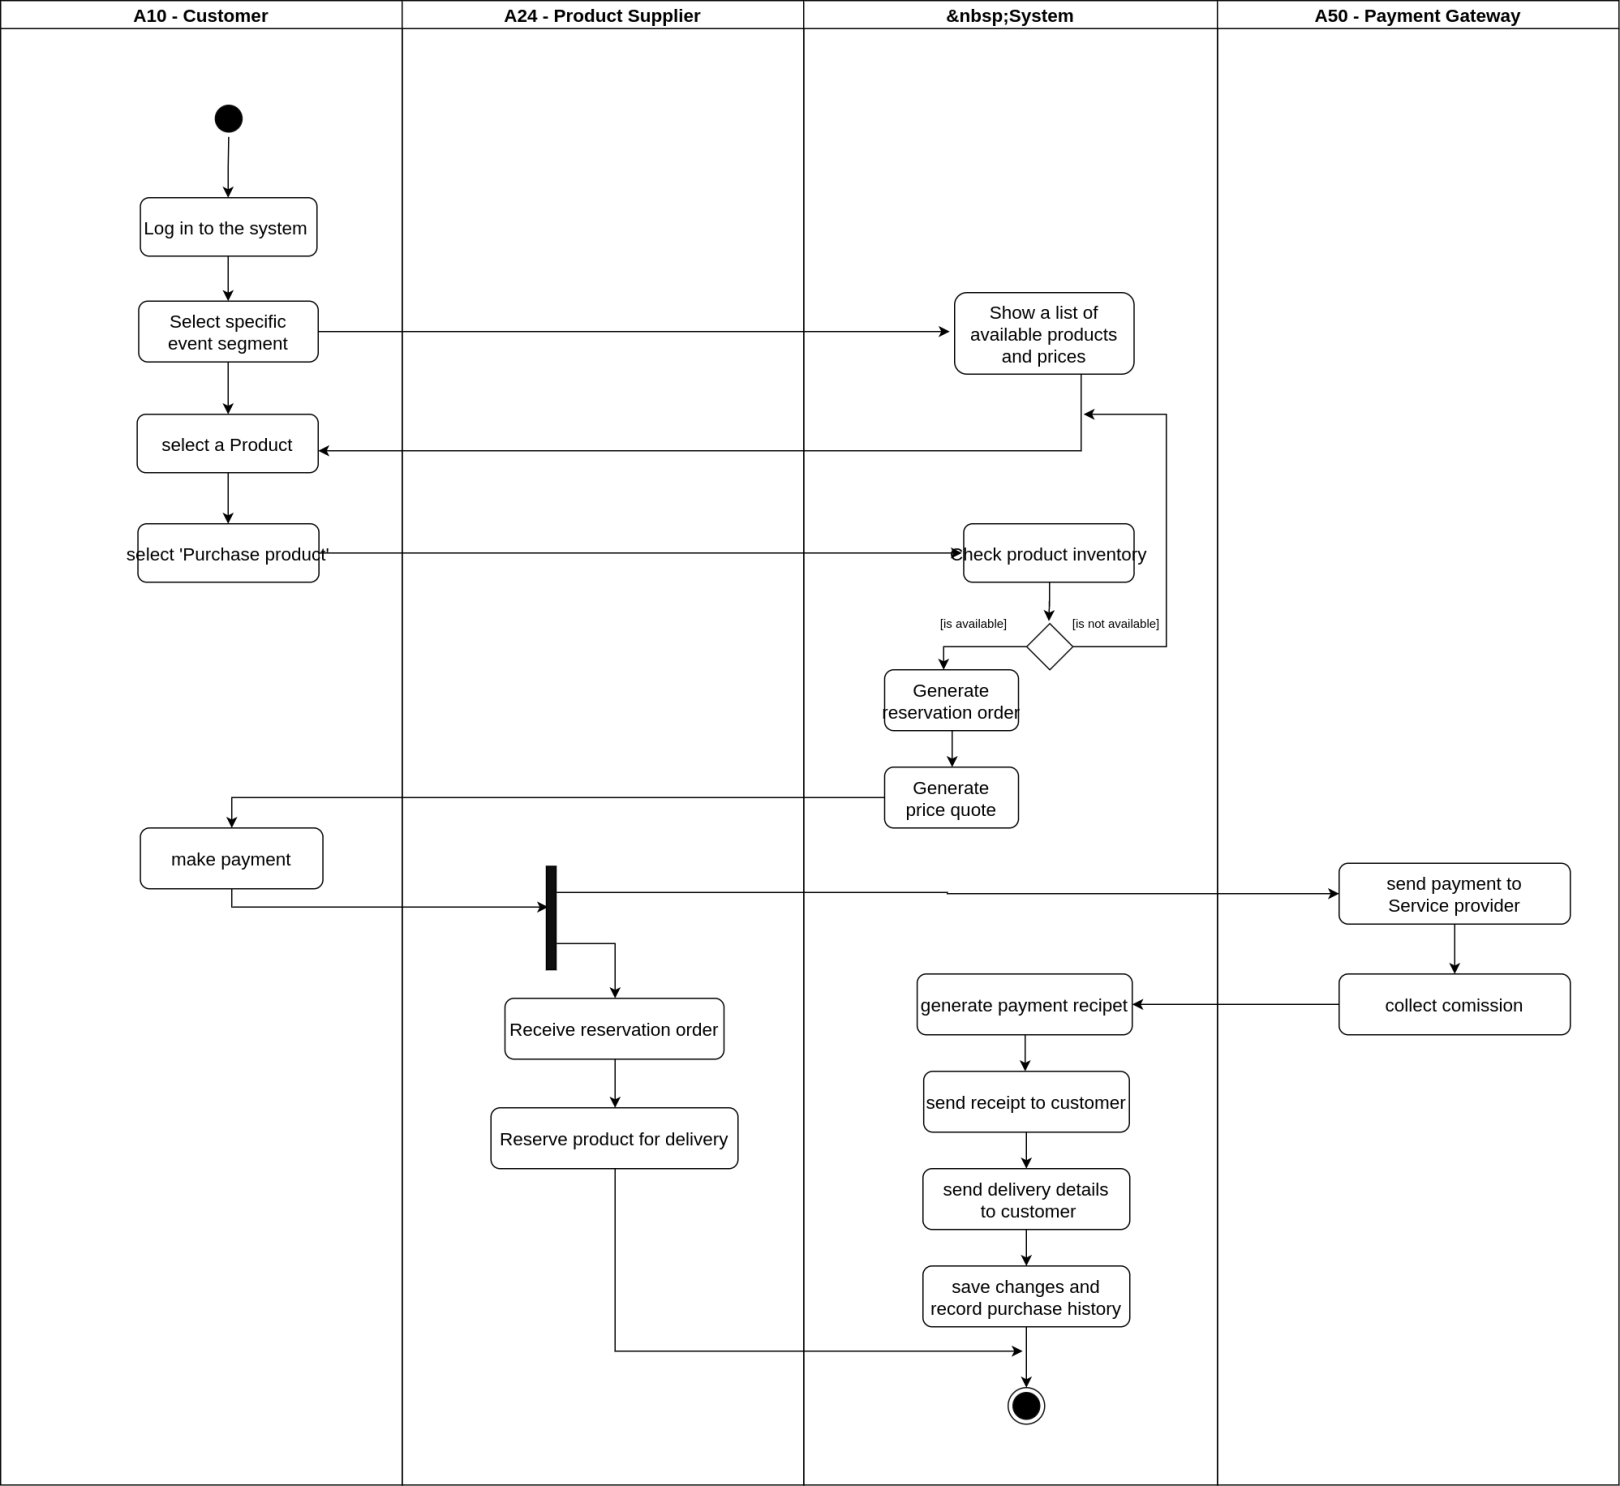 A10 - Customer
A24 - Product Supplier
&nbsp;System
A50 - Payment Gateway
Log in to the system
Select specific
event segment
Show a list of
available products
and prices
select a Product
select 'Purchase product'
Check product inventory
[is available]
[is not available]
Generate
reservation order
Generate
price quote
make payment
send payment to
Service provider
generate payment recipet
collect comission
Receive reservation order
send receipt to customer
Reserve product for delivery
send delivery details
to customer
save changes and
record purchase history